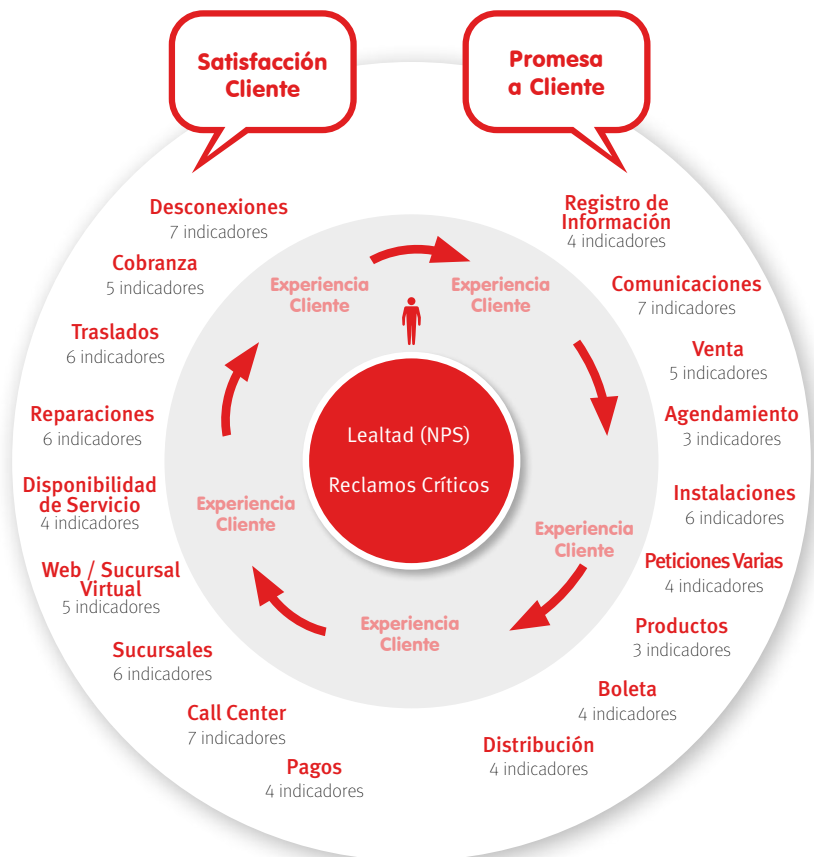 Satisfacción
Cliente
Promesa
a Cliente
Desconexiones
7 indicadores
Cobranza
5 indicadores
Traslados
6 indicadores
Reparaciones
6 indicadores
Disponibilidad
de Servicio
4 indicadores
Web / Sucursal
Virtual
5 indicadores
Sucursales
6 indicadores
Call Center
7 indicadores
Pagos
4 indicadores
Registro de
Información
4 indicadores
Comunicaciones
7 indicadores
Venta
5 indicadores
Agendamiento
3 indicadores
Instalaciones
6 indicadores
Peticiones Varias
4 indicadores
Productos
3 indicadores
Boleta
4 indicadores
Distribución
4 indicadores
Experiencia
Cliente
Experiencia
Cliente
Experiencia
Cliente
Experiencia
Cliente
Experiencia
Cliente
Lealtad (NPS)
Reclamos Críticos